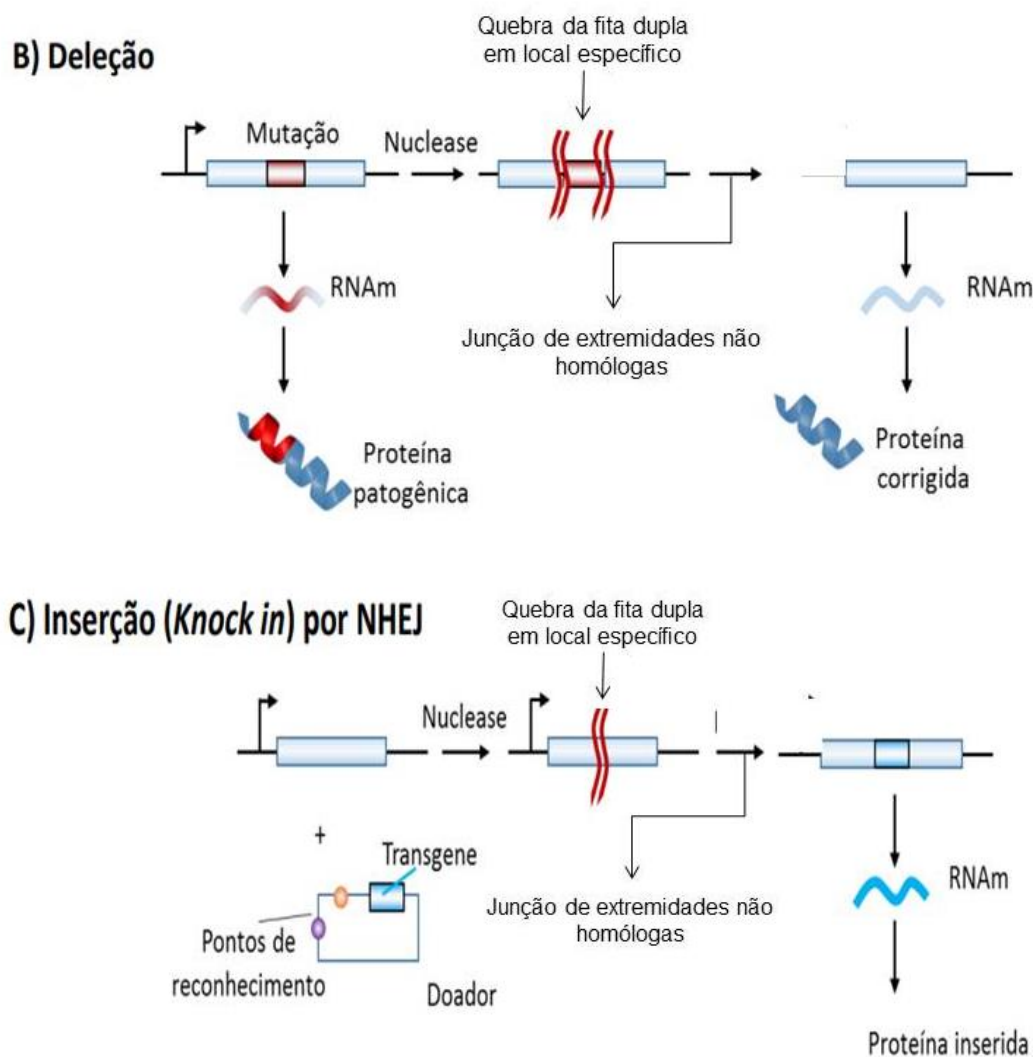 B) Deleção
Quebra da fita dupla
em local específico
Mutação
Nuclease
RNAm
RNAm
Junção de extremidades não
homólogas
Proteína
patogênica
Proteína
corrigida
C) Inserção (Knock in) por NHEJ
Quebra da fita dupla
em local específico
Nuclease
+
Transgene
Pontos de
reconhecimento
Doador
Junção de extremidades não
homólogas
RNAm
Proteína inserida